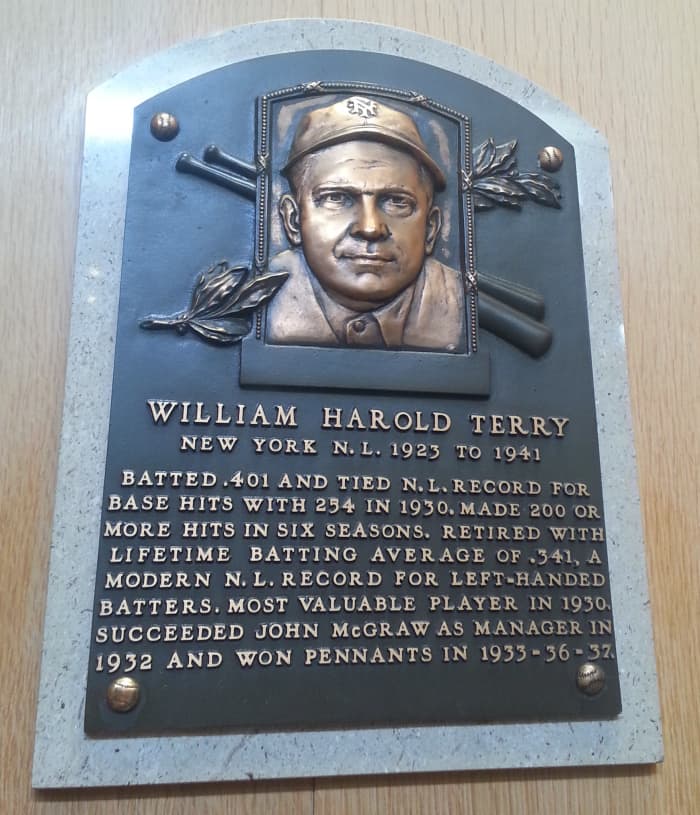 NY
WILLIAM HAROLD TERRY
NEW YORK N.L. 1923 TO 1941
BATTED .401 AND TIED N.L. RECORD FOR
BASE HITS WITH 254 IN 1930. MADE 200 OR
MORE HITS IN SIX SEASONS. RETIRED WITH
LIFETIME BATTING AVERAGE OF .341, A
MODERN N.L. RECORD FOR LEFT-HANDED
BATTERS. MOST VALUABLE PLAYER IN 1930.
SUCCEEDED JOHN McGRAW AS MANAGER IN
1932 AND WON PENNANTS IN 1933-36-37.